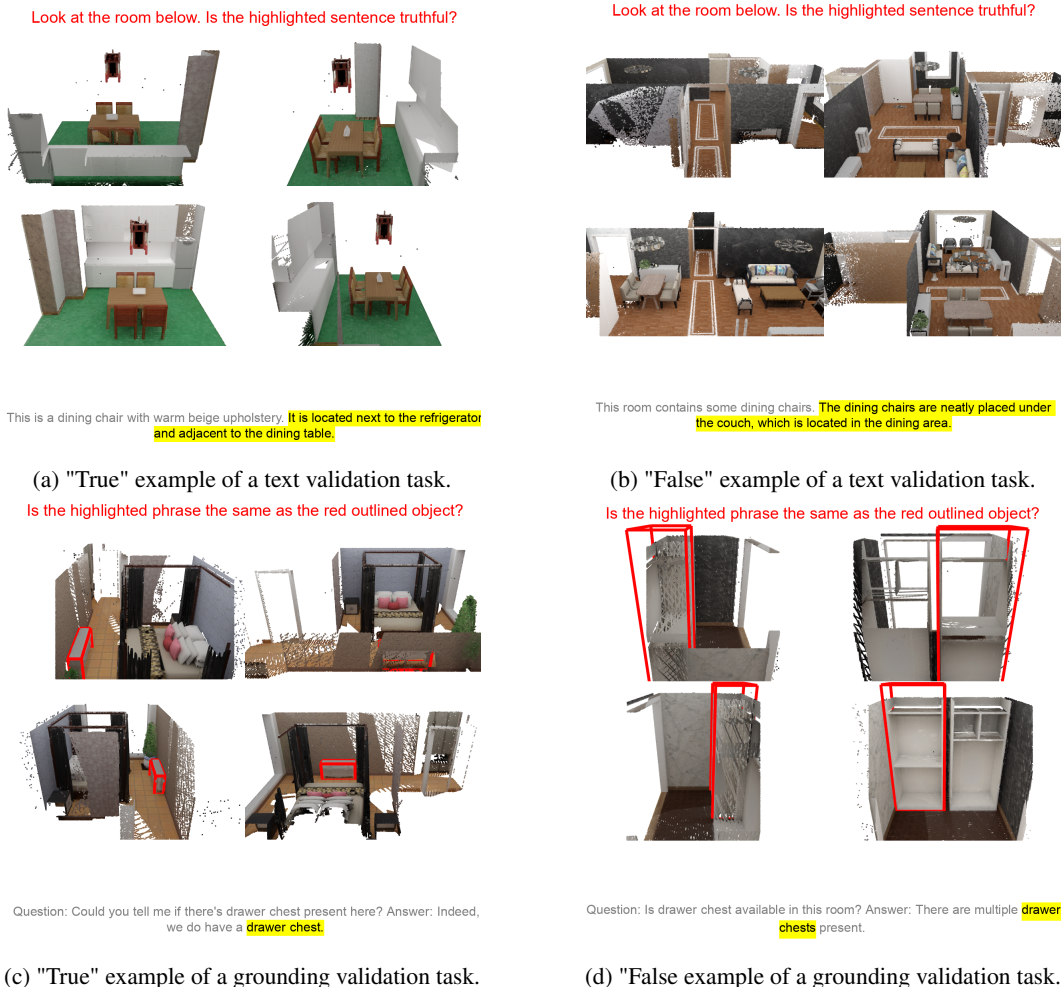 Look at the room below. Is the highlighted sentence truthful?
This is a dining chair with warm beige upholstery. It is located next to the refrigerator
and adjacent to the dining table.
(a) "True" example of a text validation task.
Look at the room below. Is the highlighted sentence truthful?
This room contains some dining chairs. The dining chairs are neatly placed under
the couch, which is located in the dining area.
(b) "False" example of a text validation task.
Is the highlighted phrase the same as the red outlined object?
Question: Could you tell me if there's drawer chest present here? Answer: Indeed,
we do have a drawer chest.
(c) "True" example of a grounding validation task.
Is the highlighted phrase the same as the red outlined object?
Question: Is drawer chest available in this room? Answer: There are multiple drawer
chests present.
(d) "False example of a grounding validation task.